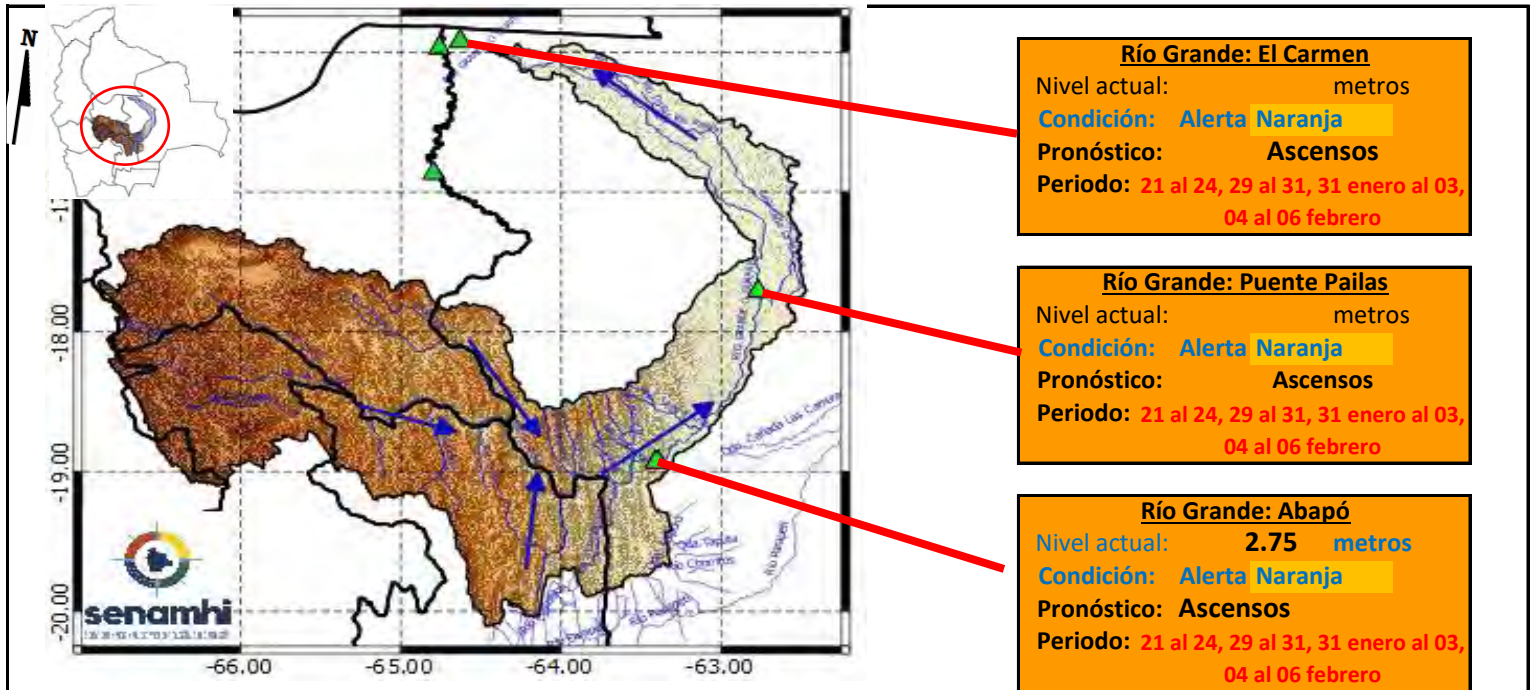 N
Río Grande: El Carmen
Nivel actual: metros
Condición: Alerta Naranja
Pronóstico: Ascensos
Periodo: 21 al 24, 29 al 31, 31 enero al 03,
04 al 06 febrero
Río Grande: Puente Pailas
Nivel actual: metros
Condición: Alerta Naranja
Pronóstico: Ascensos
Periodo: 21 al 24, 29 al 31, 31 enero al 03,
04 al 06 febrero
Río Grande: Abapó
Nivel actual: 2.75 metros
Condición: Alerta Naranja
Pronóstico: Ascensos
Periodo: 21 al 24, 29 al 31, 31 enero al 03,
04 al 06 febrero
-18.00
-19.00
-20.00
-66.00
-65.00
-64.00
-63.00
Qda. Cañada Las
senamhi